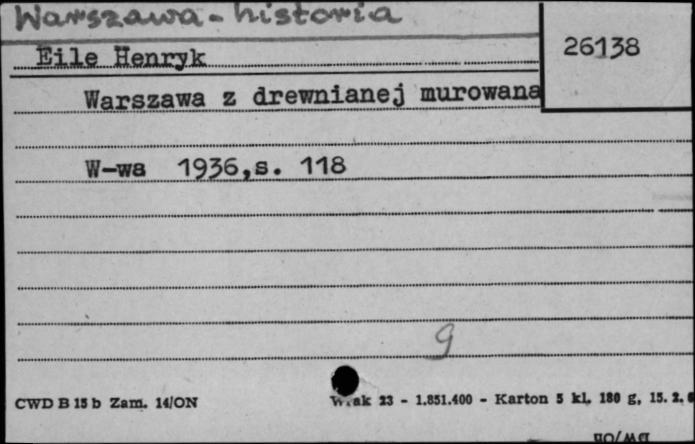 Warszawa - historia
26138
Eile Henryk
Warszawa z drewnianej murowana
W-wa 1936, s. 118
9
CWD B 15 b Zam. 14/ON
23 - 1.851.400 - Karton 5 kl. 180 g, 15. 2. 6